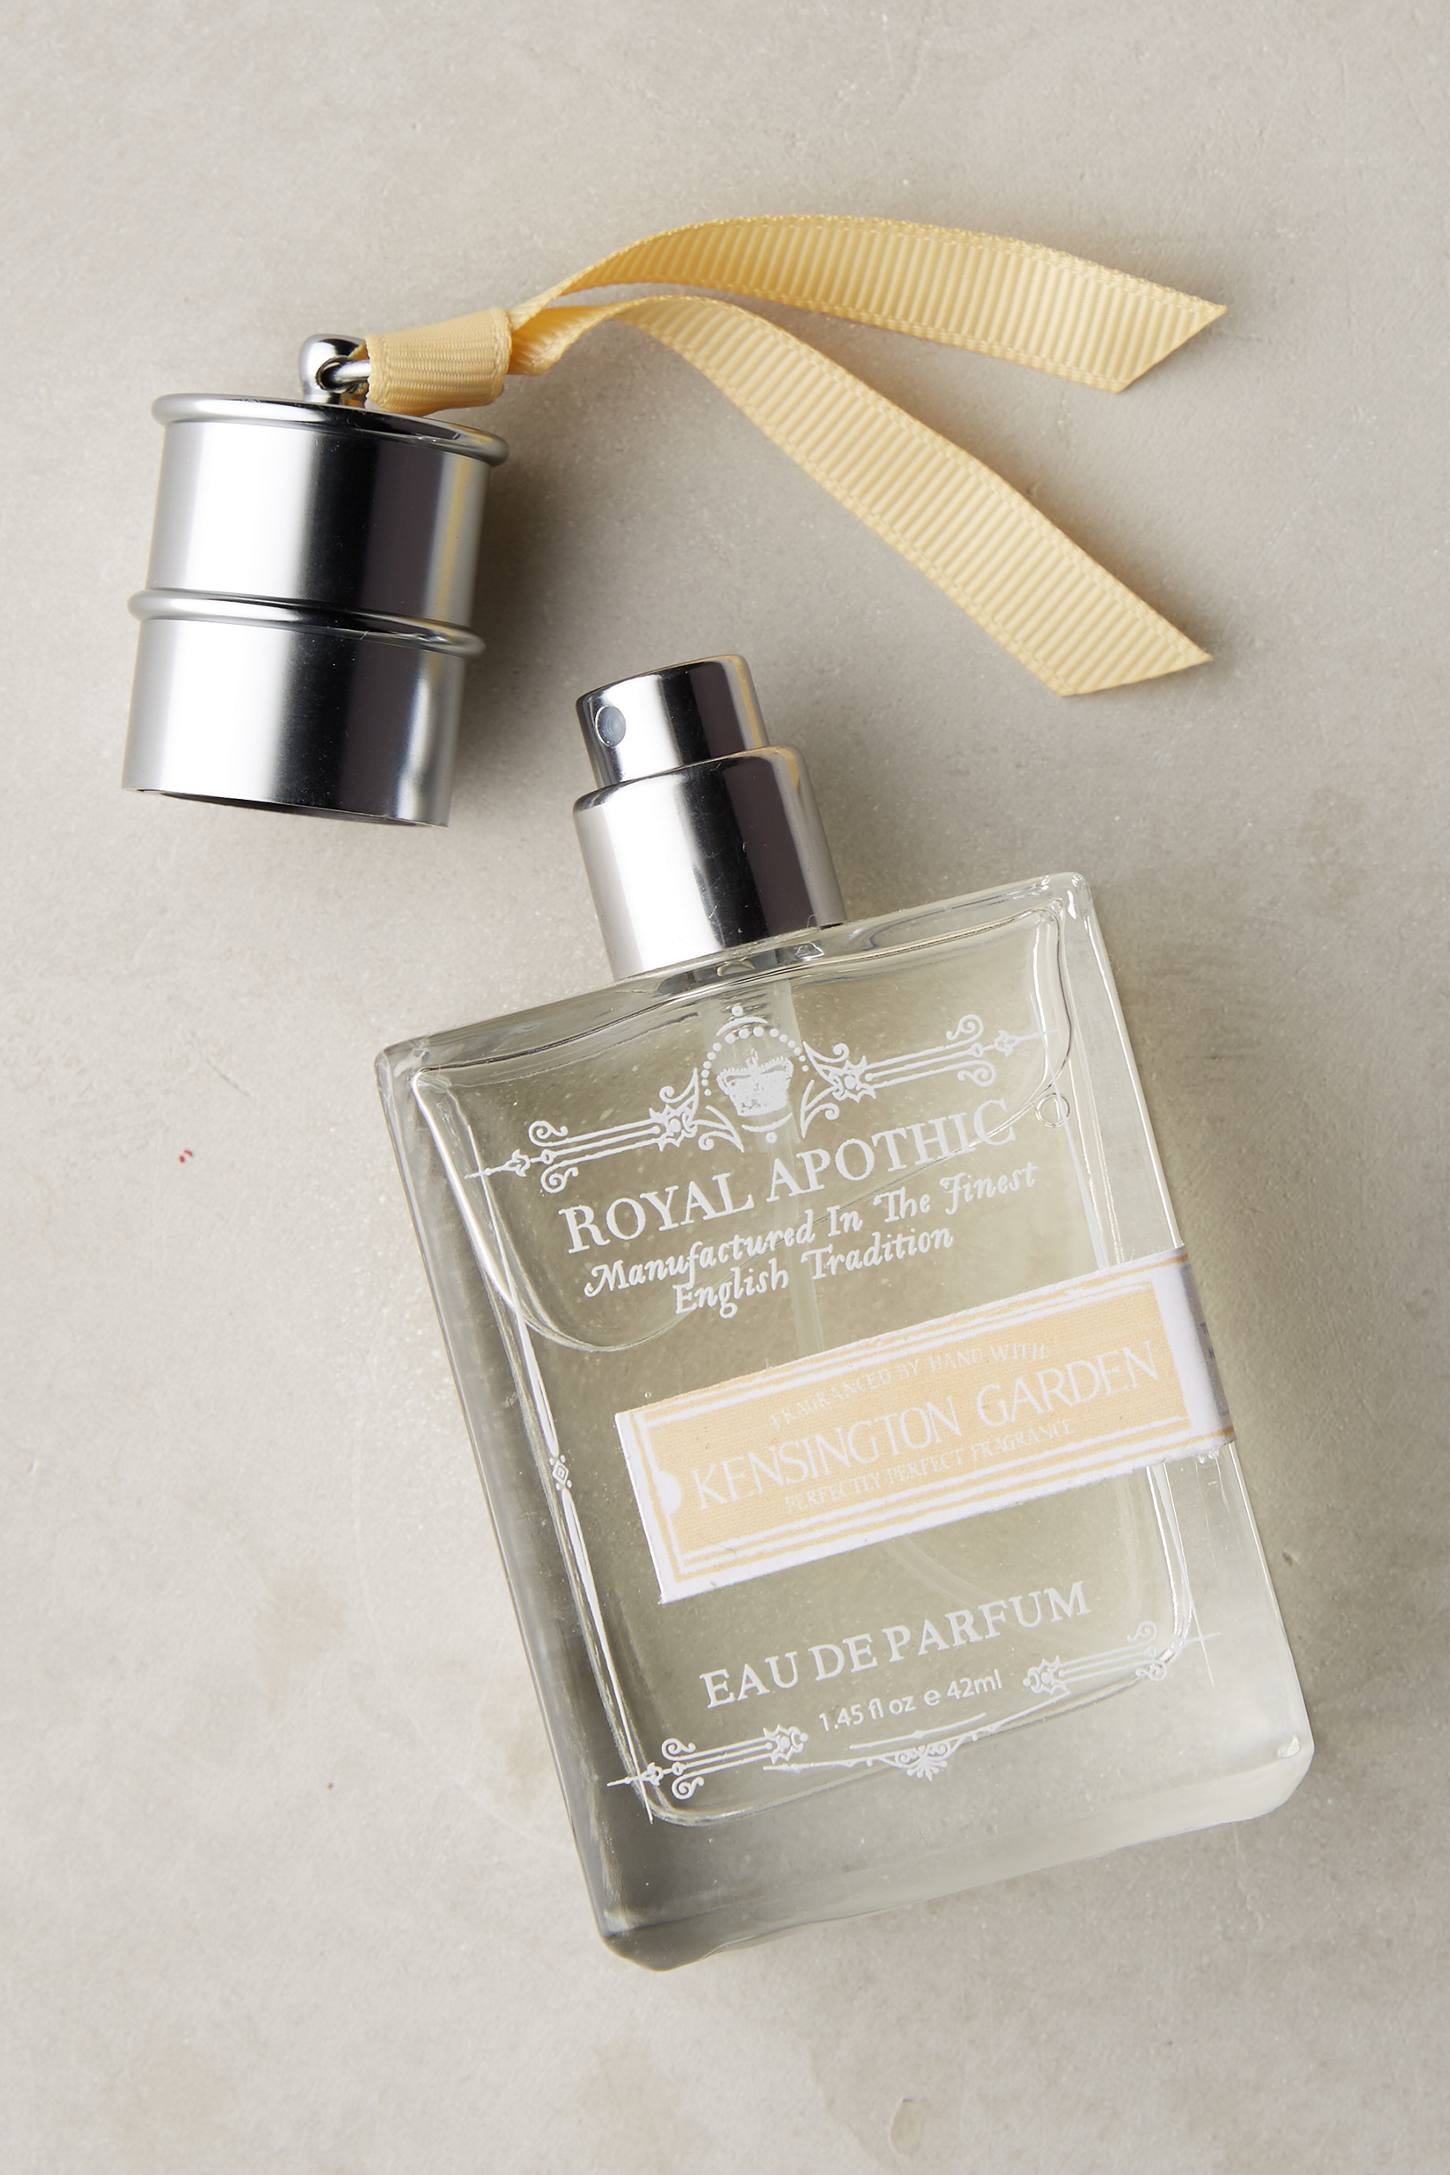 ROYAL APOTHIC
Manufactured In The Finest
English Tradition
FRAGRANCED BY HAND WITH
KENSINGTON GARDEN
PERFECTLY PERFECT FRAGRANCE
EAU DE PARFUM
1.45 fl oz e 42ml